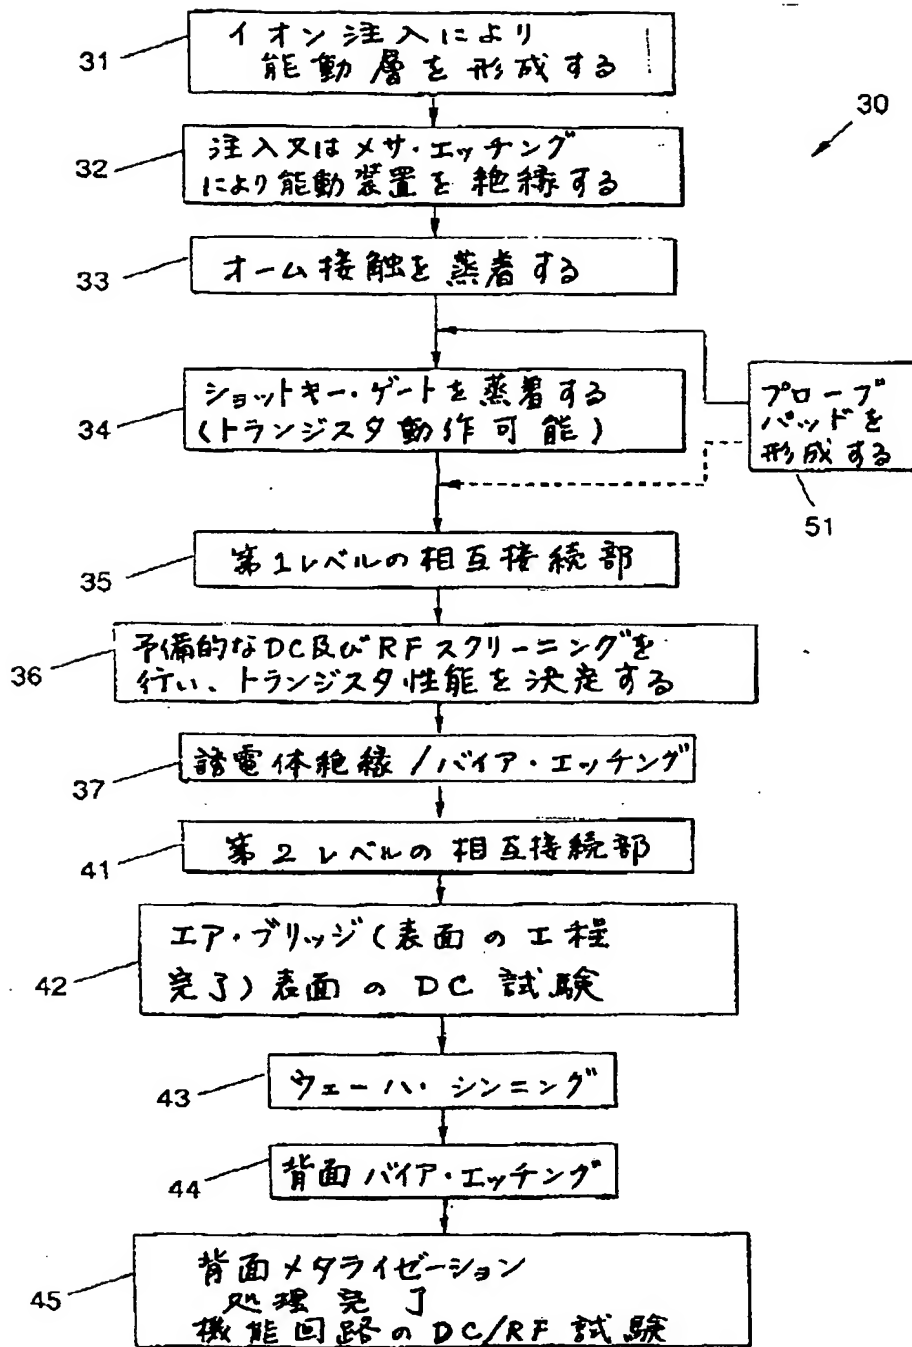 イオン注入により
能動層を形成する
31
30
注入又はメサ・エッチング
により能動装置を絶縁する
32
オーム接触を蒸着する
33
ショットキー・ゲートを蒸着する
(トランジスタ動作可能)
34
プローブ
パッドを
形成する
51
第1レベルの相互接続部
35
予備的なDC及びRFスクリーニングを
行い、トランジスタ性能を決定する
36
誘電体絶縁/バイア・エッチング
37
第2レベルの相互接続部
41
エア・ブリッジ(表面の工程
完了)表面のDC試験
42
ウェーハ・シンニング
43
背面バイア・エッチング
44
背面メタライゼーション
処理完了
機能回路のDC/RF試験
45